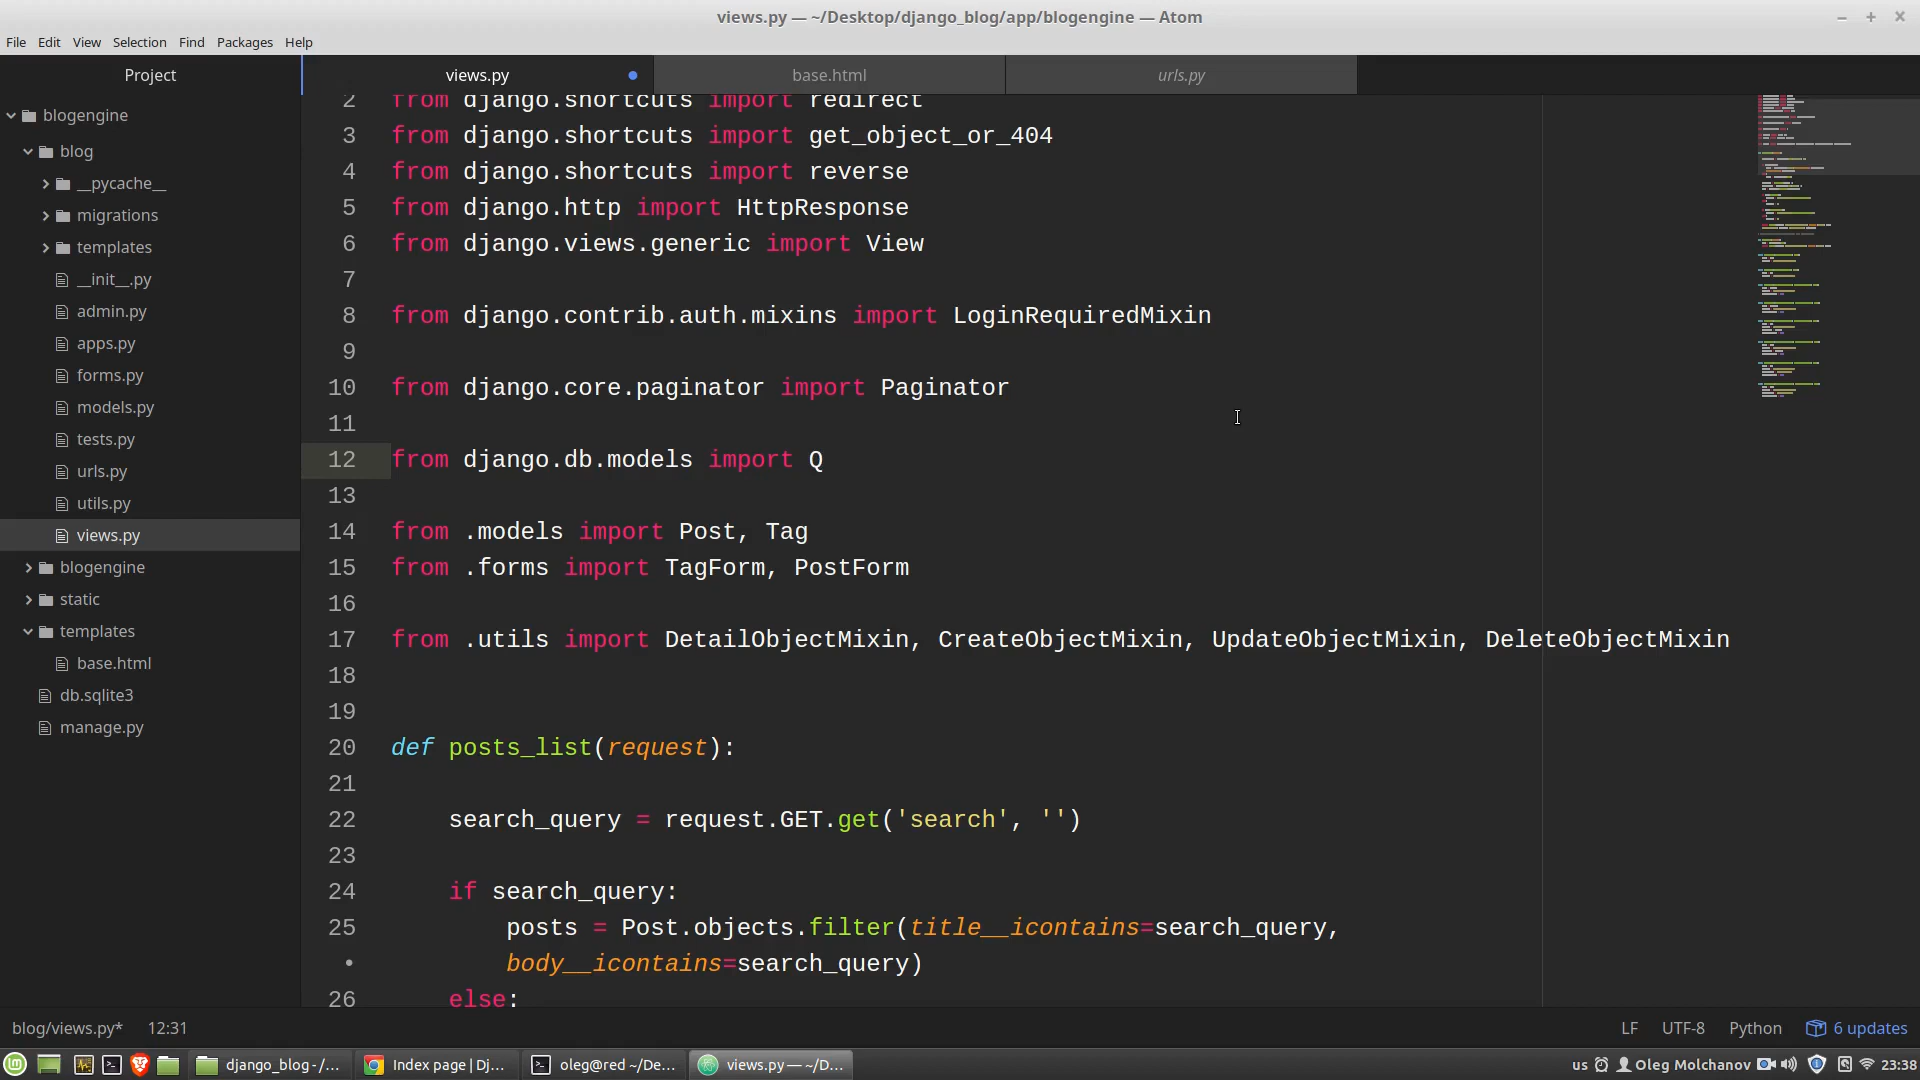 views.py — ~/Desktop/django_blog/app/blogengine — Atom
File Edit View Selection Find Packages Help
Project
views.py
base.html
urls.py
blogengine
blog
__pycache__
migrations
templates
__init__.py
admin.py
apps.py
forms.py
models.py
tests.py
urls.py
utils.py
views.py
blogengine
static
templates
base.html
db.sqlite3
manage.py
2 from django.shortcuts import redirect
3 from django.shortcuts import get_object_or_404
4 from django.shortcuts import reverse
5 from django.http import HttpResponse
6 from django.views.generic import View
7
8 from django.contrib.auth.mixins import LoginRequiredMixin
9
10 from django.core.paginator import Paginator
11
12 from django.db.models import Q
13
14 from .models import Post, Tag
15 from .forms import TagForm, PostForm
16
17 from .utils import DetailObjectMixin, CreateObjectMixin, UpdateObjectMixin, DeleteObjectMixin
18
19
20 def posts_list(request):
21
22 search_query = request.GET.get('search', '')
23
24 if search_query:
25 posts = Post.objects.filter(title__icontains=search_query,
• body__icontains=search_query)
26 else:
blog/views.py* 12:31 LF UTF-8 Python 6 updates
django_blog - /... Index page | Dj... oleg@red ~/De... views.py — ~/D... us Oleg Molchanov 23:38